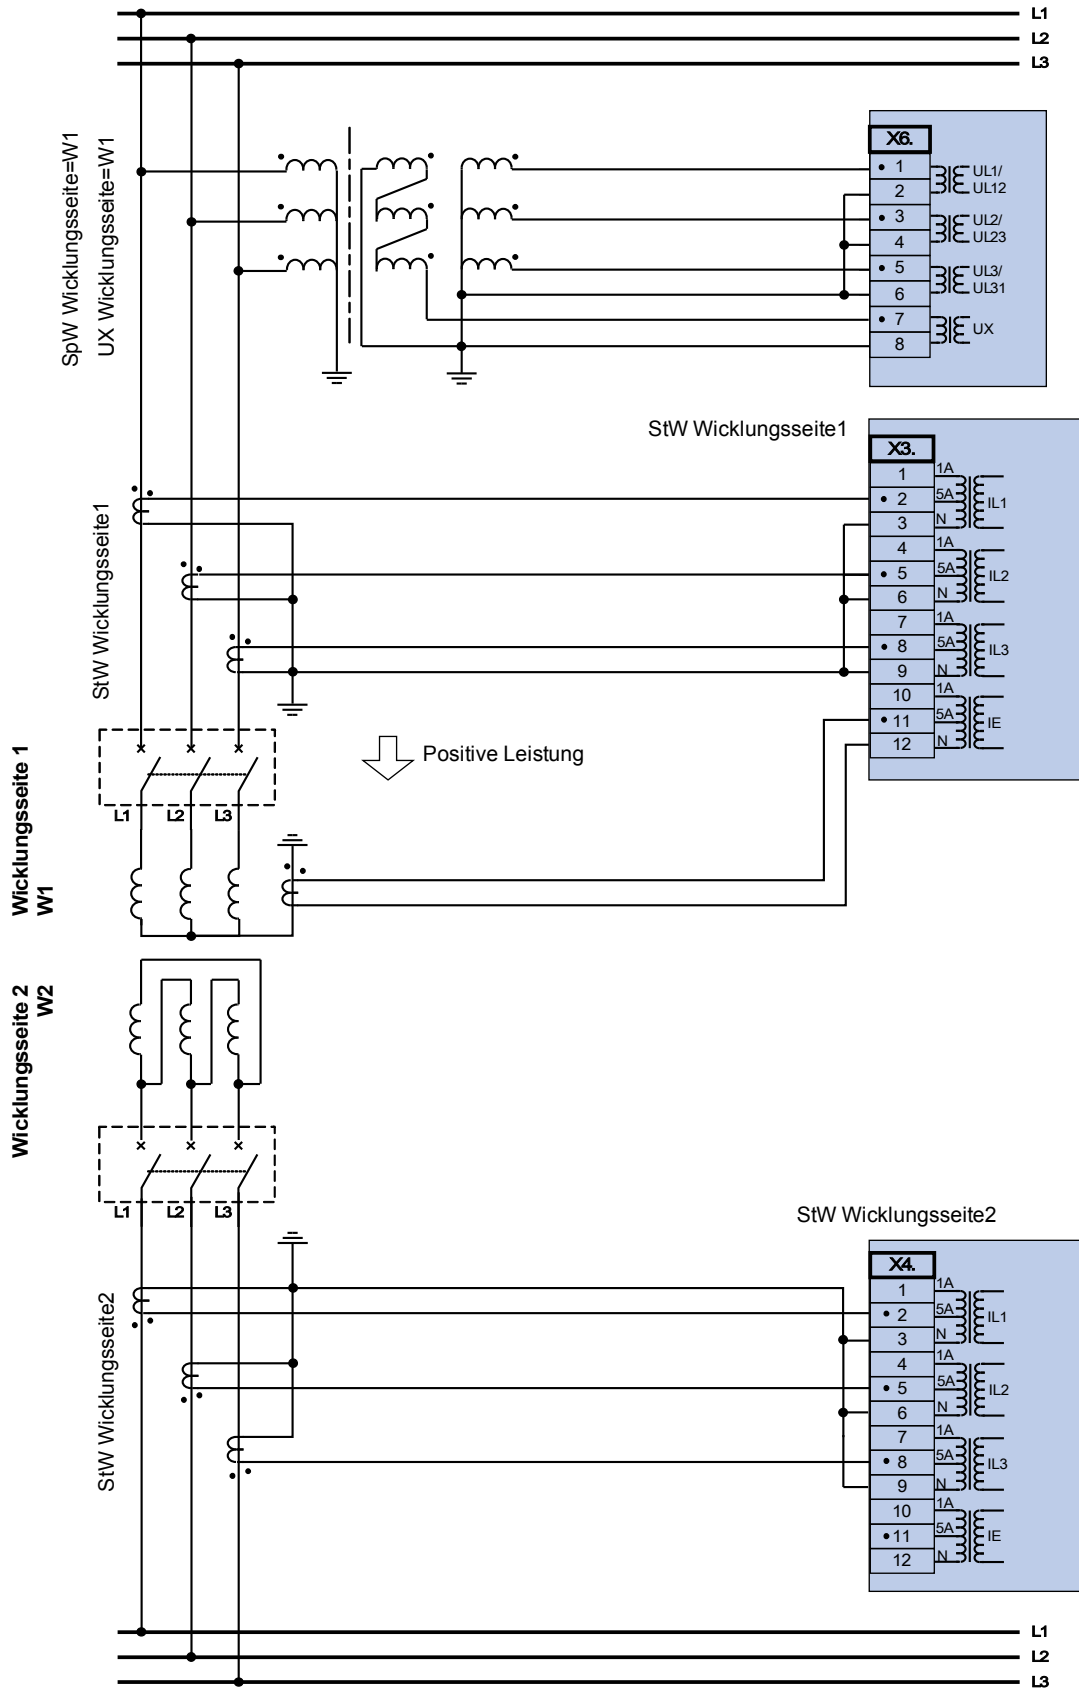 L1
L2
L3
SpW Wicklungsseite=W1
UX Wicklungsseite=W1
X6.
1
2
3
4
5
6
7
8
UL1/
UL12
UL2/
UL23
UL3/
UL31
UX
StW Wicklungsseite1
StW Wicklungsseite1
X3.
1 1A
2 5A IL1
3 N
4 1A
5 5A IL2
6 N
7 1A
8 5A IL3
9 N
10 1A
11 5A IE
12 N
Positive Leistung
L1 L2 L3
Wicklungsseite 1
W1
Wicklungsseite 2
W2
L1 L2 L3
StW Wicklungsseite2
StW Wicklungsseite2
X4.
1 1A
2 5A IL1
3 N
4 1A
5 5A IL2
6 N
7 1A
8 5A IL3
9 N
10 1A
11 5A IE
12 N
L1
L2
L3